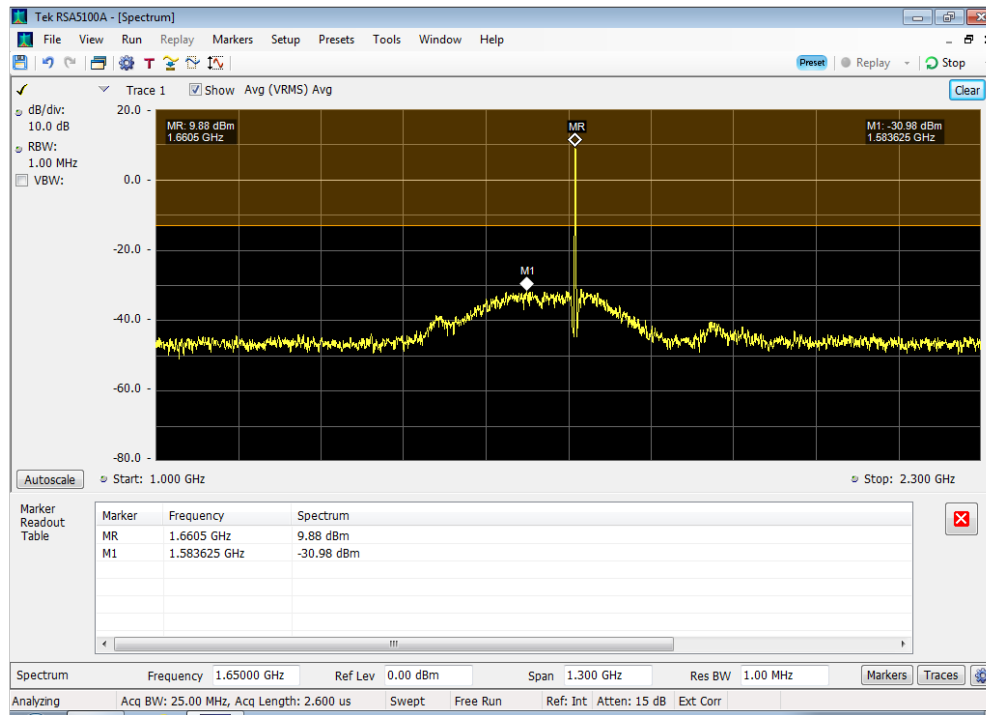 Tek RSA5100A - [Spectrum]
File View Run Replay Markers Setup Presets Tools Window Help
T Preset Replay Stop
Trace 1 Show Avg (VRMS) Avg Clear
dB/div:
10.0 dB
RBW:
1.00 MHz
VBW:
20.0
0.0
-20.0
-40.0
-60.0
-80.0
MR: 9.88 dBm
1.6605 GHz
MR
M1: -30.98 dBm
1.583625 GHz
M1
Autoscale Start: 1.000 GHz Stop: 2.300 GHz
Marker
Readout
Table
Marker Frequency Spectrum
MR 1.6605 GHz 9.88 dBm
M1 1.583625 GHz -30.98 dBm
Spectrum Frequency 1.65000 GHz Ref Lev 0.00 dBm Span 1.300 GHz Res BW 1.00 MHz Markers Traces
Analyzing Acq BW: 25.00 MHz, Acq Length: 2.600 us Swept Free Run Ref: Int Atten: 15 dB Ext Corr